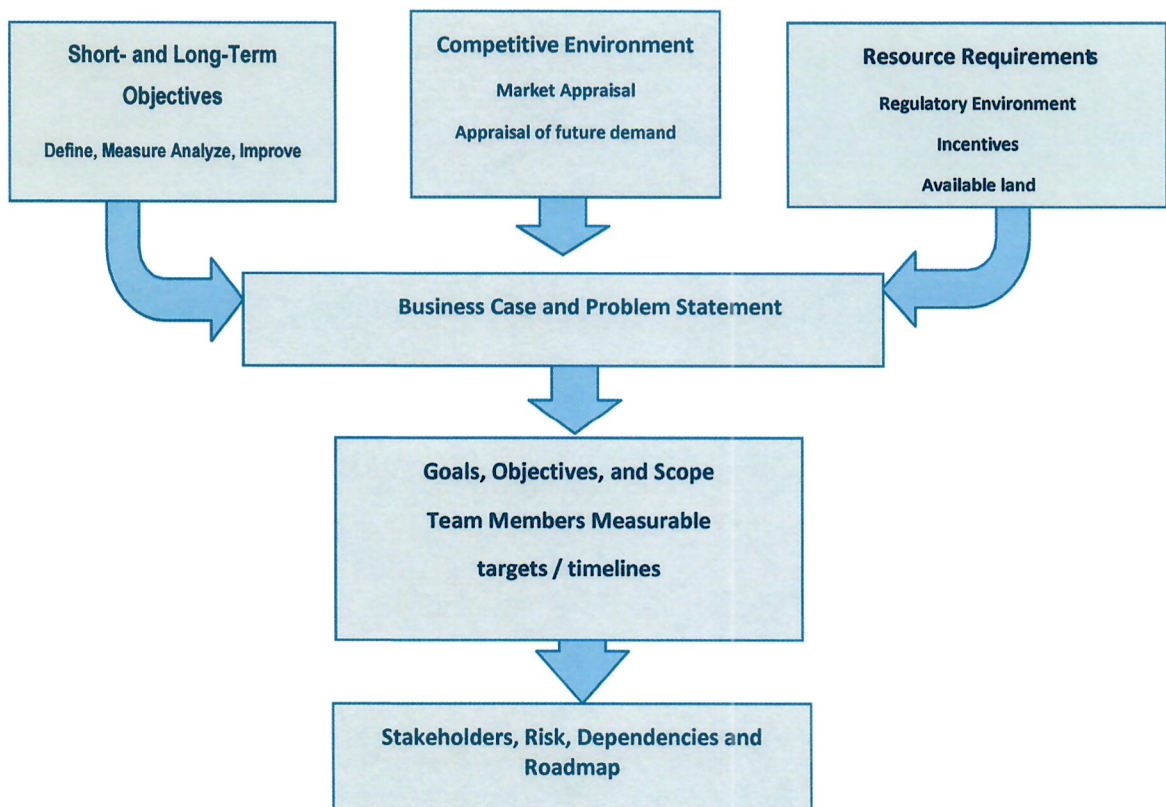 Short- and Long-Term
Objectives
Define, Measure Analyze, Improve
Competitive Environment
Market Appraisal
Appraisal of future demand
Resource Requirements
Regulatory Environment
Incentives
Available land
Business Case and Problem Statement
Goals, Objectives, and Scope
Team Members Measurable
targets / timelines
Stakeholders, Risk, Dependencies and
Roadmap